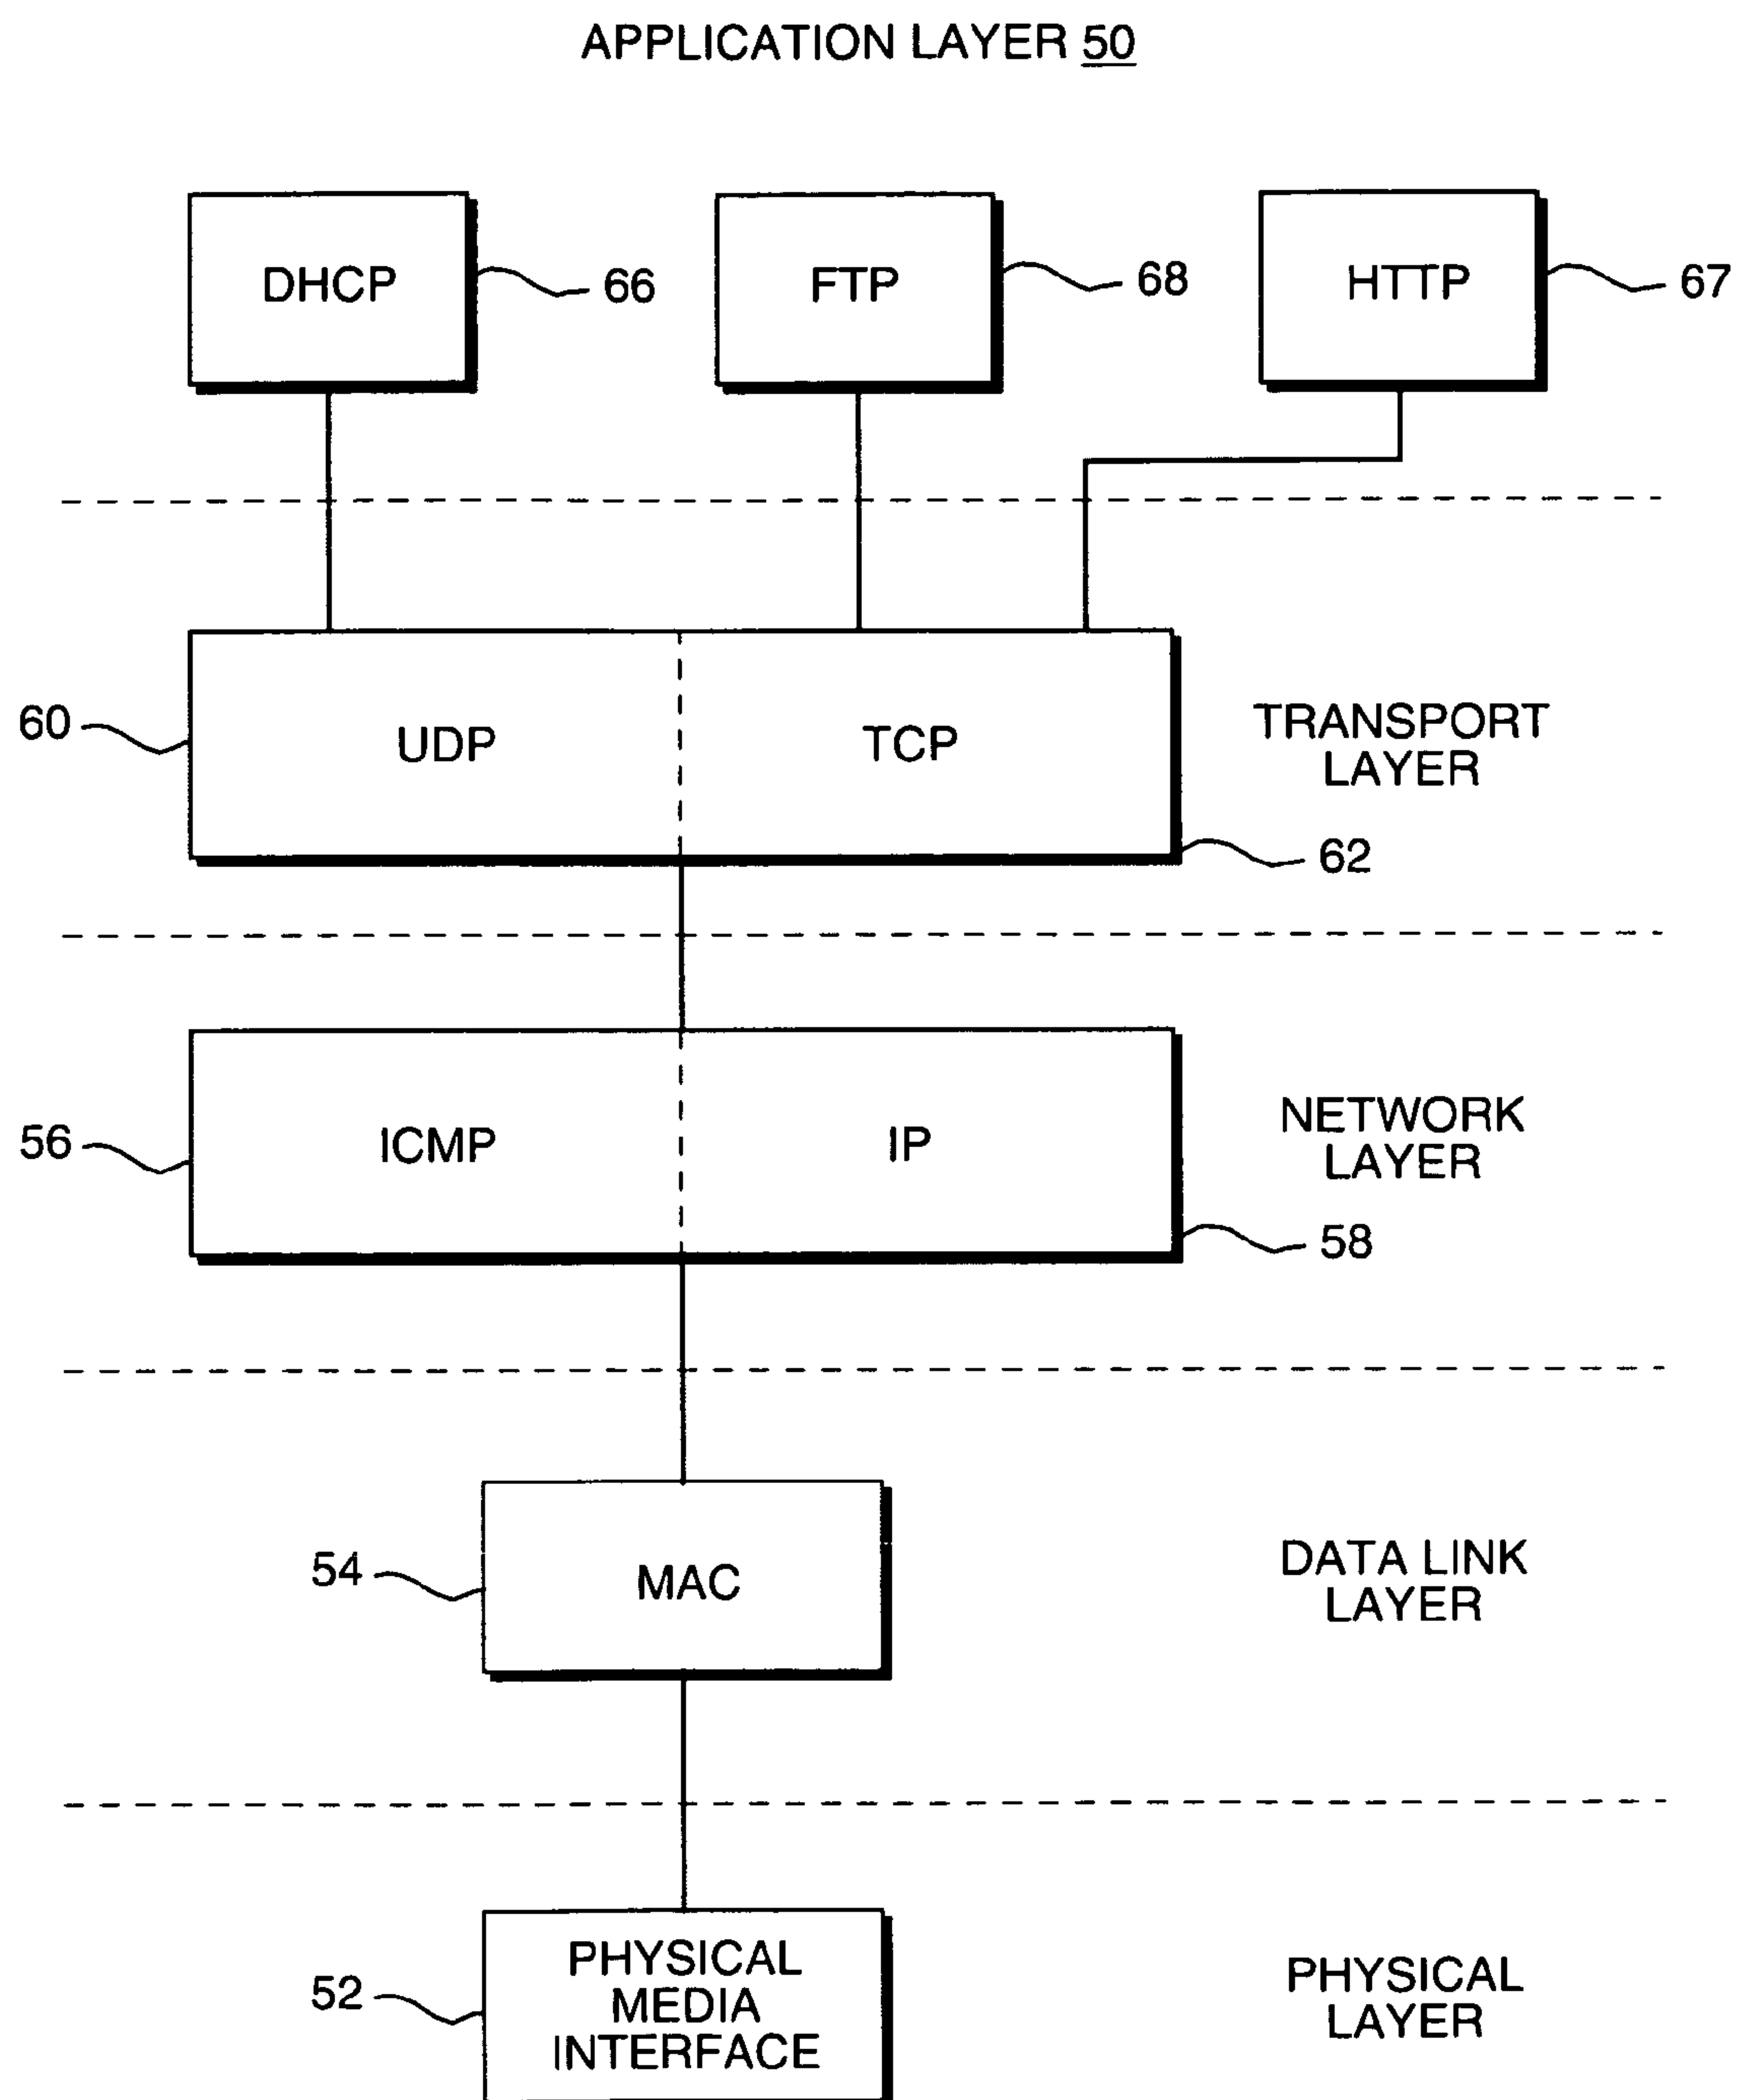 APPLICATION LAYER 50
DHCP
66
FTP
68
HTTP
67
60
UDP
TCP
TRANSPORT
LAYER
62
56
ICMP
IP
NETWORK
LAYER
58
54
MAC
DATA LINK
LAYER
52
PHYSICAL
MEDIA
INTERFACE
PHYSICAL
LAYER